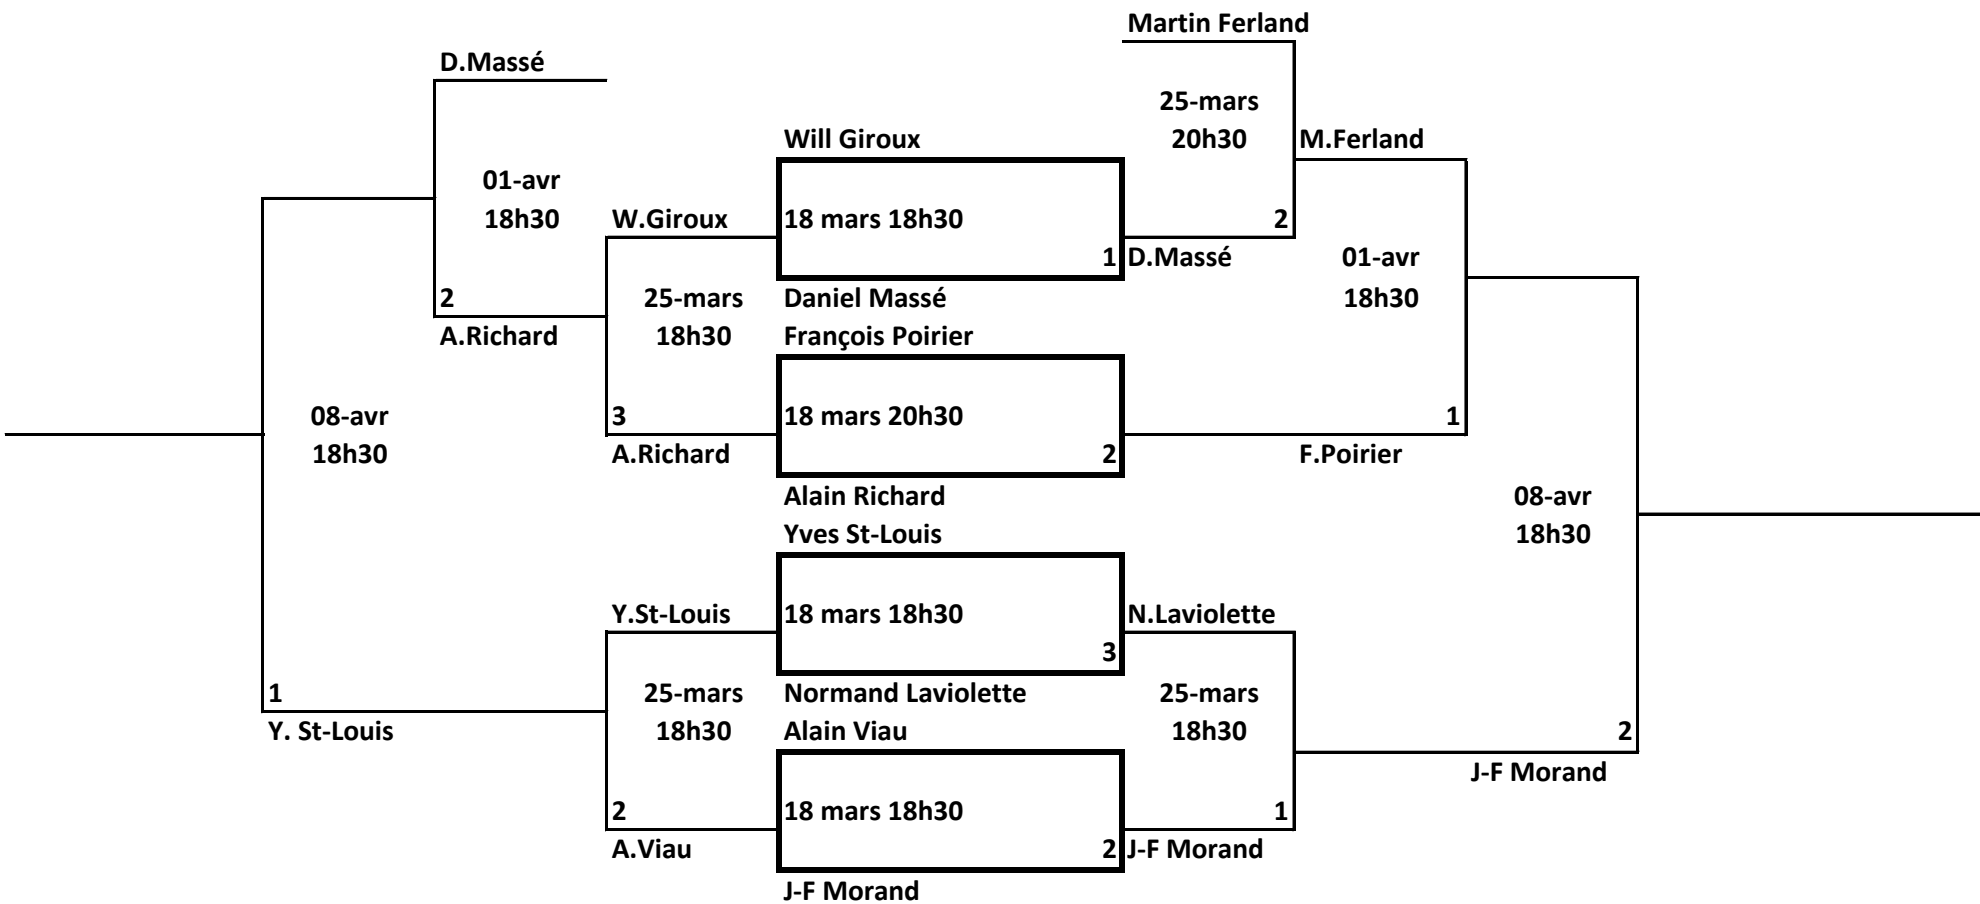 Martin Ferland
D.Massé
25-mars
20h30
Will Giroux
M.Ferland
01-avr
18h30
W.Giroux
18 mars 18h30
2
1
D.Massé
01-avr
18h30
2
25-mars
18h30
Daniel Massé
François Poirier
A.Richard
08-avr
18h30
3
18 mars 20h30
1
A.Richard
2
F.Poirier
Alain Richard
Yves St-Louis
08-avr
18h30
Y.St-Louis
18 mars 18h30
N.Laviolette
3
1
25-mars
18h30
Normand Laviolette
Alain Viau
25-mars
18h30
Y. St-Louis
2
J-F Morand
2
18 mars 18h30
1
A.Viau
2
J-F Morand
J-F Morand